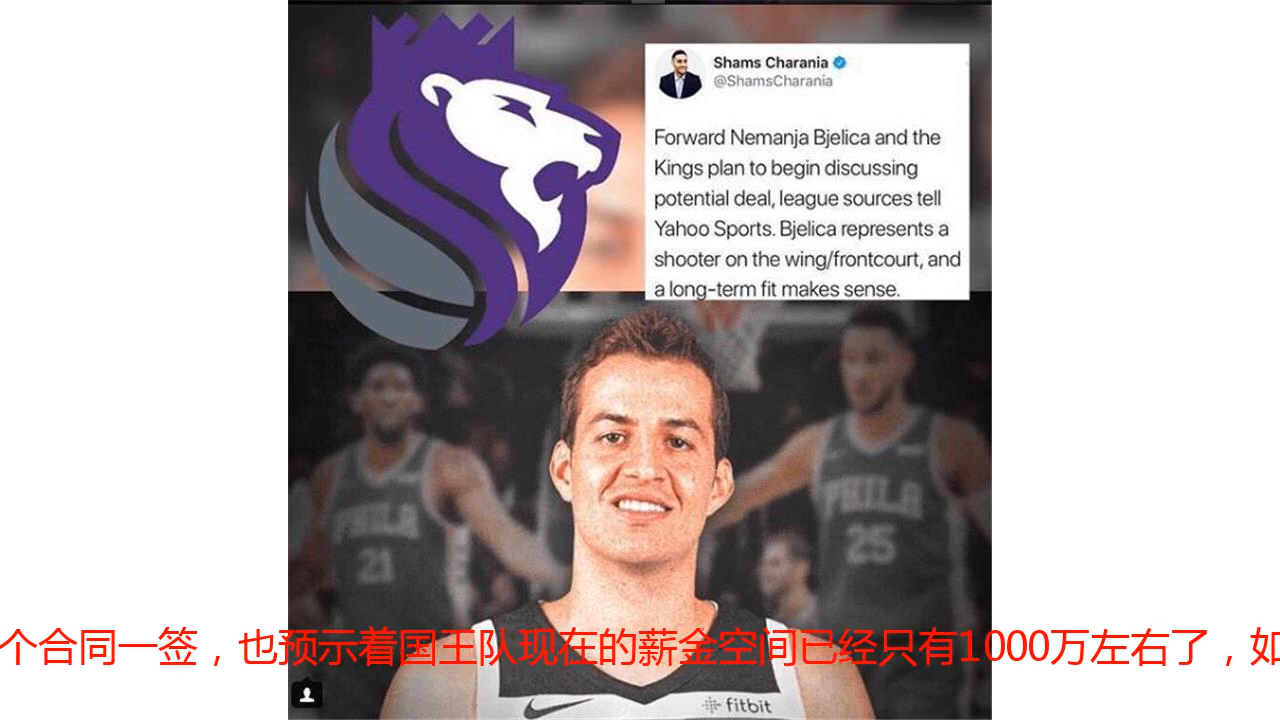 Shams Charania
@ShamsCharania
Forward Nemanja Bjelica and the
Kings plan to begin discussing
potential deal, league sources tell
Yahoo Sports. Bjelica represents a
shooter on the wing/frontcourt, and
a long-term fit makes sense.
PHILA
21
PHILA
25
个合同一签，也预示着国王队现在的薪金空间已经只有1000万左右了，如
fitbit